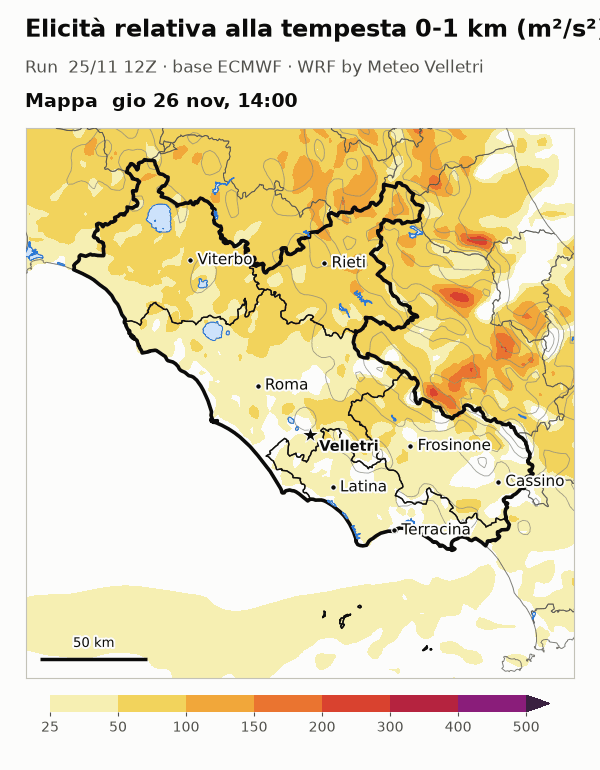 Elicità relativa alla tempesta 0-1 km (m²/s²)
Run 25/11 12Z · base ECMWF · WRF by Meteo Velletri
Mappa gio 26 nov, 14:00
Viterbo
Rieti
Roma
Velletri
Frosinone
Cassino
Latina
Terracina
50 km
25 50 100 150 200 300 400 500